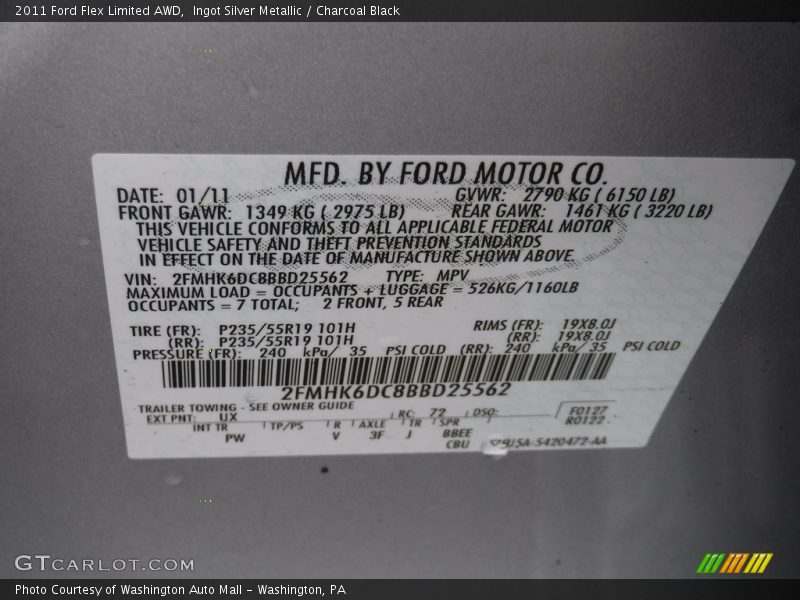 2011 Ford Flex Limited AWD,  Ingot Silver Metallic / Charcoal Black
MFD. BY FORD MOTOR CO.
DATE: 01/11 GVWR: 2790 KG ( 6150 LB)
FRONT GAWR: 1349 KG ( 2975 LB) REAR GAWR: 1461 KG ( 3220 LB)
THIS VEHICLE CONFORMS TO ALL APPLICABLE FEDERAL MOTOR
VEHICLE SAFETY AND THEFT PREVENTION STANDARDS
IN EFFECT ON THE DATE OF MANUFACTURE SHOWN ABOVE.
VIN: 2FMHK6DC8BBD25562 TYPE: MPV
MAXIMUM LOAD = OCCUPANTS + LUGGAGE = 526KG/1160LB
OCCUPANTS = 7 TOTAL; 2 FRONT, 5 REAR
TIRE (FR): P235/55R19 101H RIMS (FR): 19X8.0J
(RR): P235/55R19 101H (RR): 19X8.0J
PRESSURE (FR): 240 kPa/ 35 PSI COLD (RR): 240 kPa/ 35 PSI COLD
2FMHK6DC8BBD25562
TRAILER TOWING - SEE OWNER GUIDE
EXT PNT: UX RC: 72 DSO: F0127
R0122
INT TR TP/PS R AXLE TR SPR
PW V 3F J BBEE
CBU 5U5A-5420472-AA
GTCARLOT.COM
Photo Courtesy of Washington Auto Mall – Washington, PA